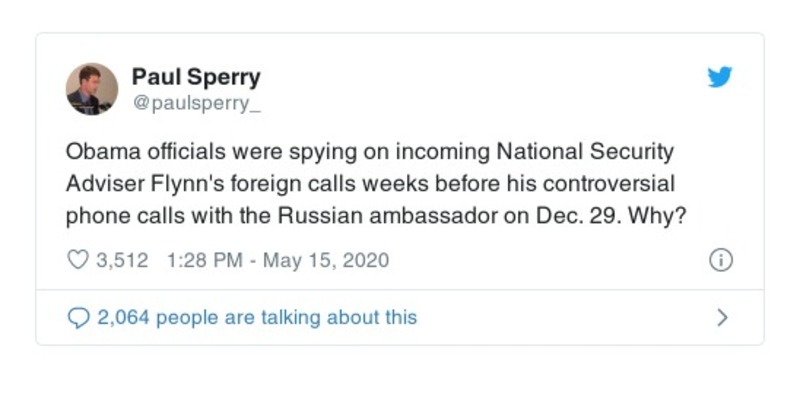 Paul Sperry
@paulsperry_
Obama officials were spying on incoming National Security
Adviser Flynn's foreign calls weeks before his controversial
phone calls with the Russian ambassador on Dec. 29. Why?
3,512 1:28 PM - May 15, 2020
2,064 people are talking about this